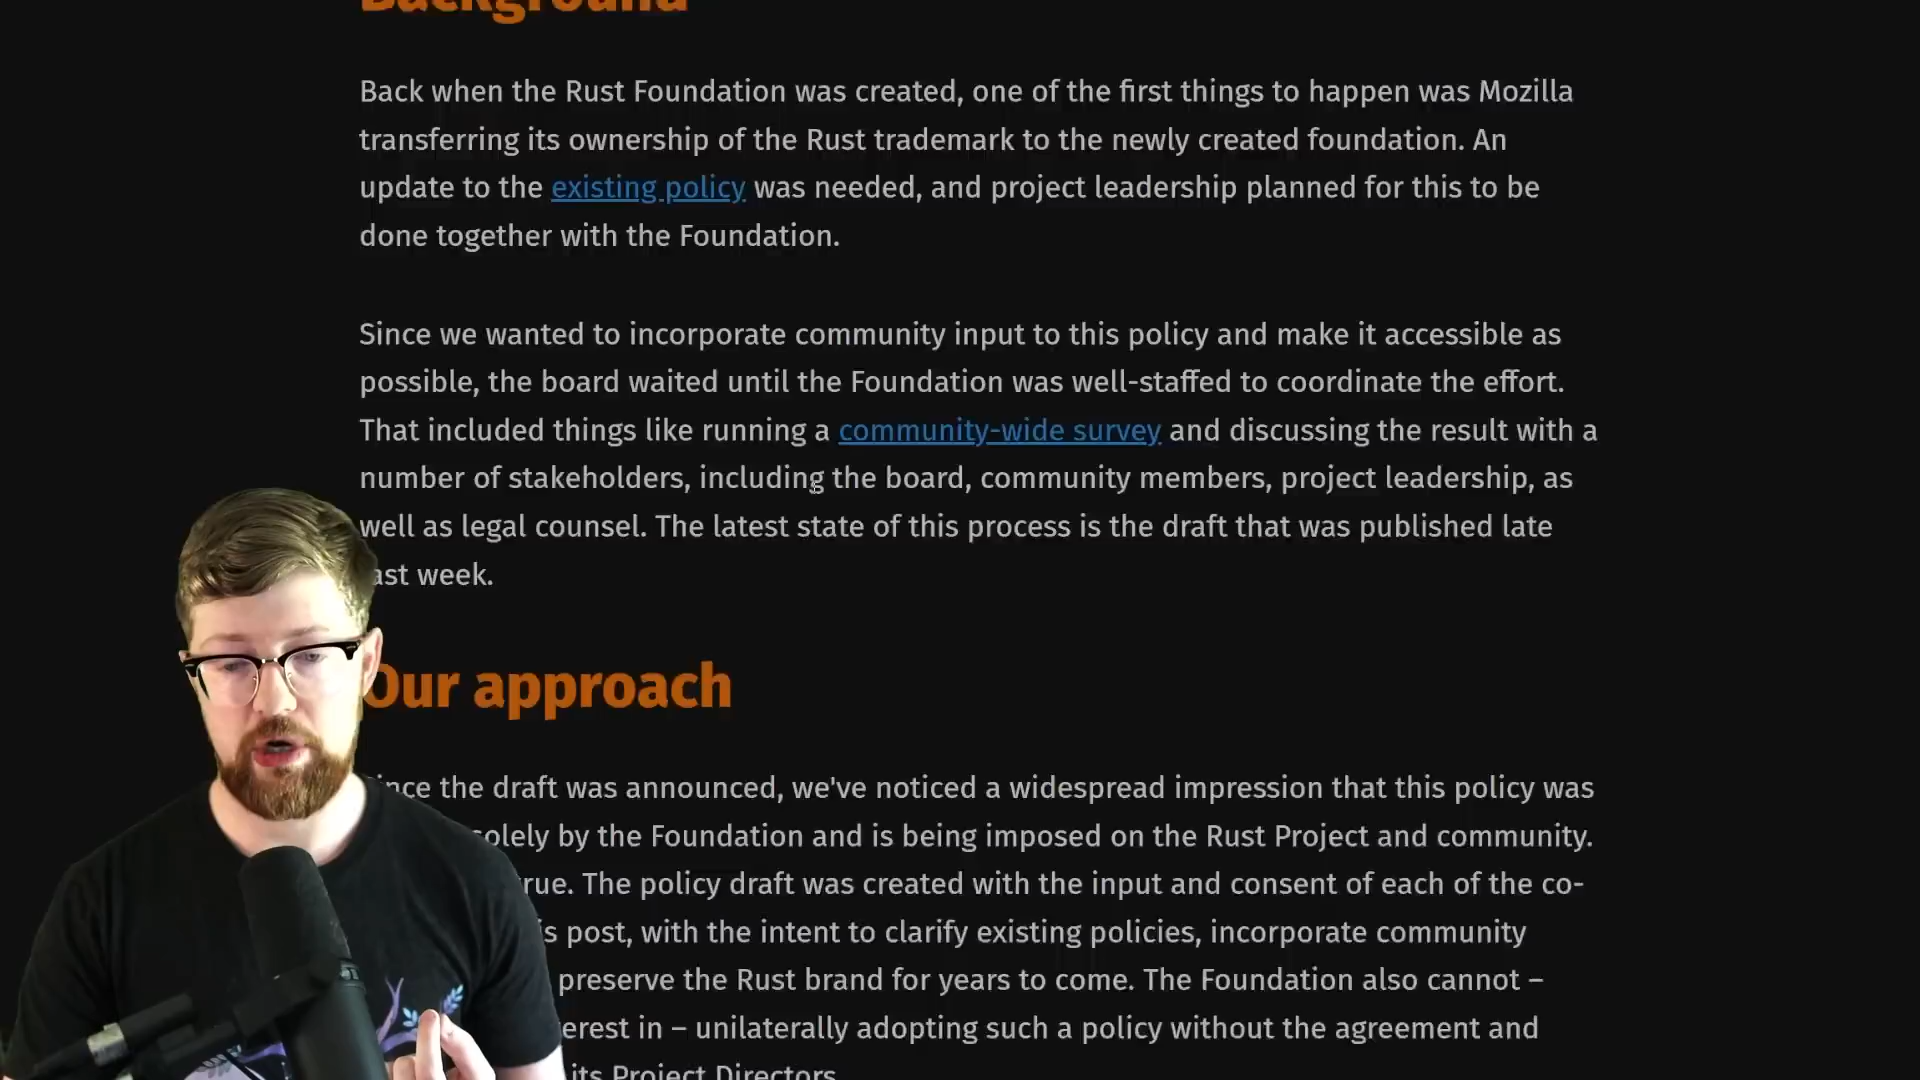 Background
Back when the Rust Foundation was created, one of the first things to happen was Mozilla
transferring its ownership of the Rust trademark to the newly created foundation. An
update to the existing policy was needed, and project leadership planned for this to be
done together with the Foundation.
Since we wanted to incorporate community input to this policy and make it accessible as
possible, the board waited until the Foundation was well-staffed to coordinate the effort.
That included things like running a community-wide survey and discussing the result with a
number of stakeholders, including the board, community members, project leadership, as
well as legal counsel. The latest state of this process is the draft that was published late
ast week.
Our approach
ince the draft was announced, we've noticed a widespread impression that this policy was
solely by the Foundation and is being imposed on the Rust Project and community.
rue. The policy draft was created with the input and consent of each of the co-
is post, with the intent to clarify existing policies, incorporate community
preserve the Rust brand for years to come. The Foundation also cannot –
erest in – unilaterally adopting such a policy without the agreement and
its Project Directors.